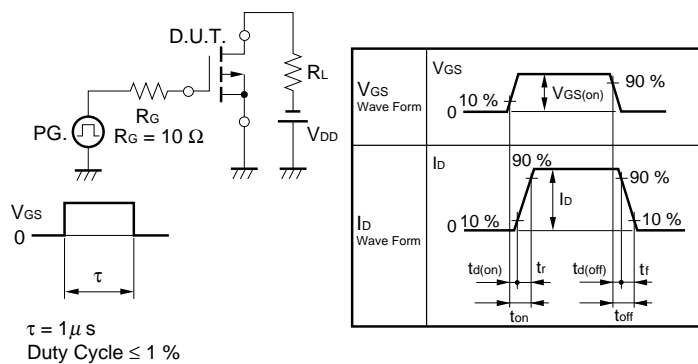 D.U.T.
RL
PG.
RG
RG = 10 Ω
VDD
VGS
0
τ
τ = 1μ s
Duty Cycle ≤ 1 %
VGS
Wave Form
VGS
10 %
0
VGS(on)
90 %
ID
Wave Form
ID
90 %
90 %
0 10 %
ID
10 %
td(on) tr td(off) tf
ton toff